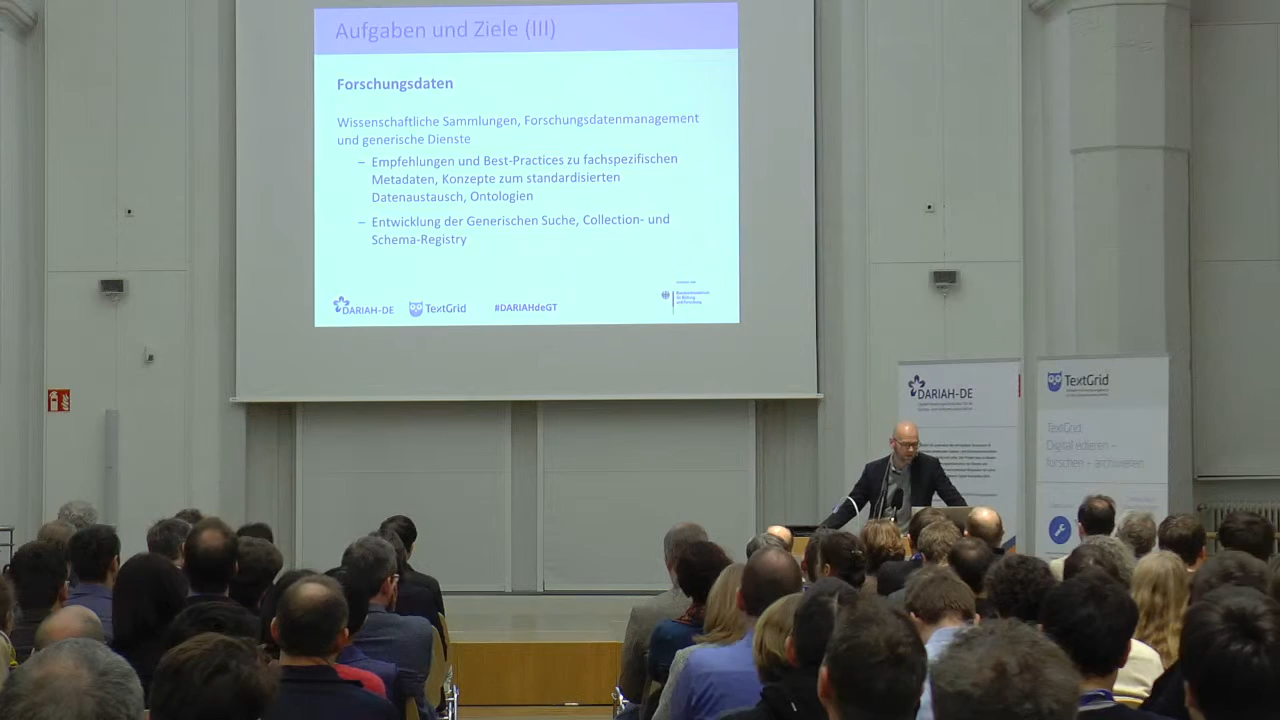 Aufgaben und Ziele (III)
Forschungsdaten
Wissenschaftliche Sammlungen, Forschungsdatenmanagement
und generische Dienste
– Empfehlungen und Best-Practices zu fachspezifischen
Metadaten, Konzepte zum standardisierten
Datenaustausch, Ontologien
– Entwicklung der Generischen Suche, Collection- und
Schema-Registry
DARIAH-DE
TextGrid
#DARIAHdeGT
DARIAH-DE
TextGrid
TextGrid
Digital edieren –
forschen – archivieren